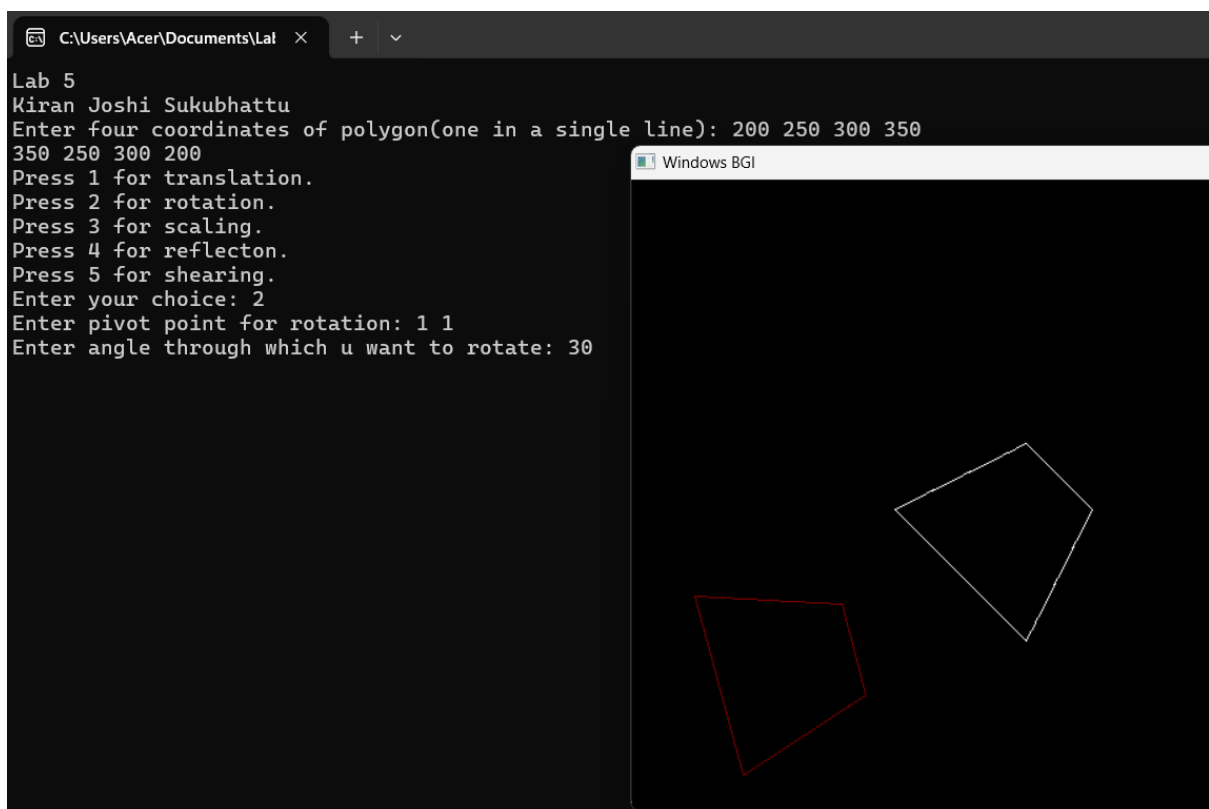 C:\Users\Acer\Documents\Lal
Lab 5
Kiran Joshi Sukubhattu
Enter four coordinates of polygon(one in a single line): 200 250 300 350
350 250 300 200
Windows BGI
Press 1 for translation.
Press 2 for rotation.
Press 3 for scaling.
Press 4 for reflecton.
Press 5 for shearing.
Enter your choice: 2
Enter pivot point for rotation: 1 1
Enter angle through which u want to rotate: 30